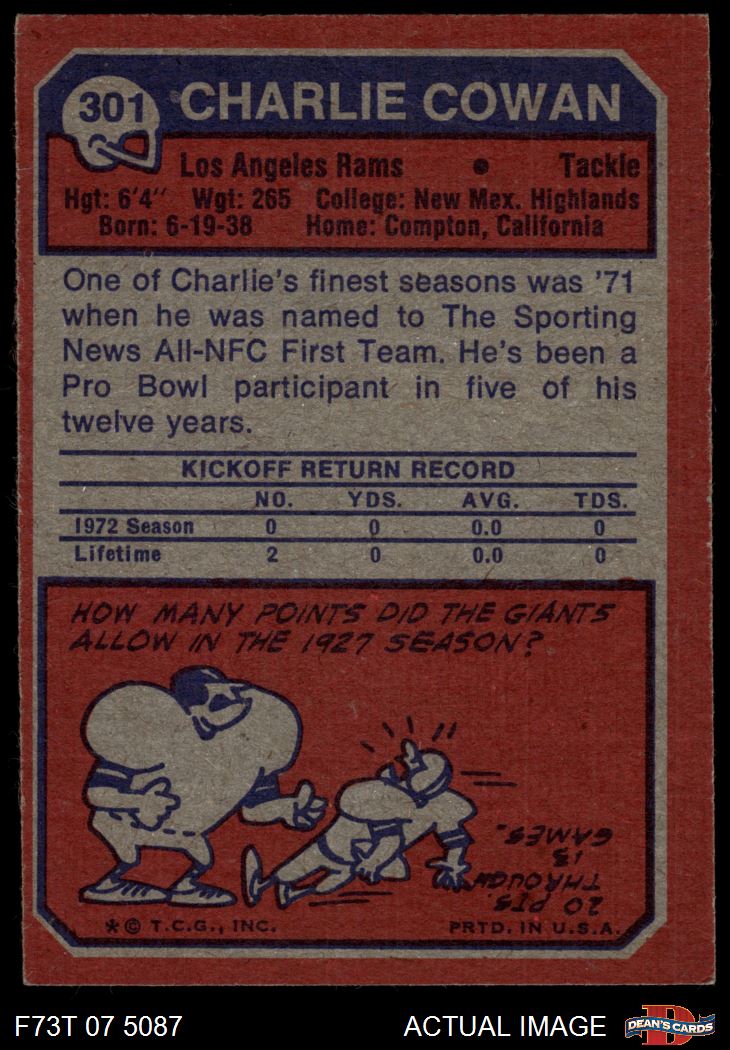 301 CHARLIE COWAN
Los Angeles Rams • Tackle
Hgt: 6'4" Wgt: 265 College: New Mex. Highlands
Born: 6-19-38 Home: Compton, California
One of Charlie's finest seasons was '71
when he was named to The Sporting
News All-NFC First Team. He's been a
Pro Bowl participant in five of his
twelve years.
KICKOFF RETURN RECORD
NO. YDS. AVG. TDS.
1972 Season 0 0 0.0 0
Lifetime 2 0 0.0 0
HOW MANY POINTS DID THE GIANTS
ALLOW IN THE 1927 SEASON?
20 PTS.
THROUGH
13
GAMES.
* © T.C.G., INC. PRTD. IN U.S.A.
F73T 07 5087 ACTUAL IMAGE DEAN'S CARDS